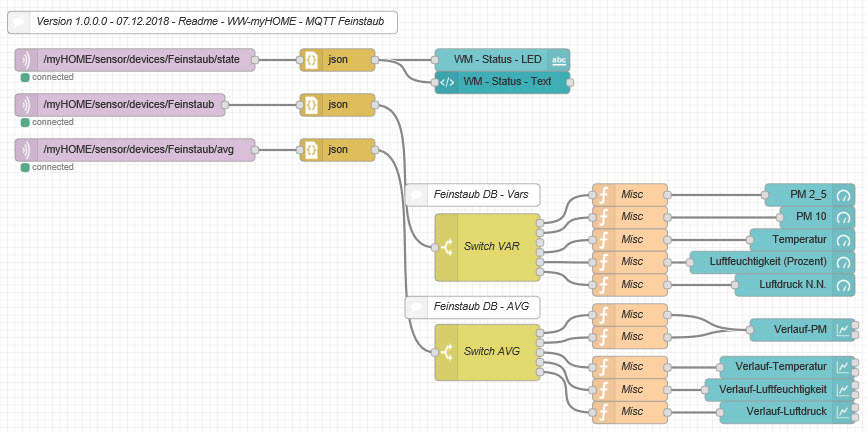 Version 1.0.0.0 - 07.12.2018 - Readme - WW-myHOME - MQTT Feinstaub
/myHOME/sensor/devices/Feinstaub/state
connected
json
WM - Status - LED
abc
WM - Status - Text
/myHOME/sensor/devices/Feinstaub
connected
json
/myHOME/sensor/devices/Feinstaub/avg
connected
json
Feinstaub DB - Vars
Switch VAR
Misc
PM 2_5
Misc
PM 10
Misc
Temperatur
Misc
Luftfeuchtigkeit (Prozent)
Misc
Luftdruck N.N.
Feinstaub DB - AVG
Switch AVG
Misc
Misc
Verlauf-PM
Misc
Verlauf-Temperatur
Misc
Verlauf-Luftfeuchtigkeit
Misc
Verlauf-Luftdruck